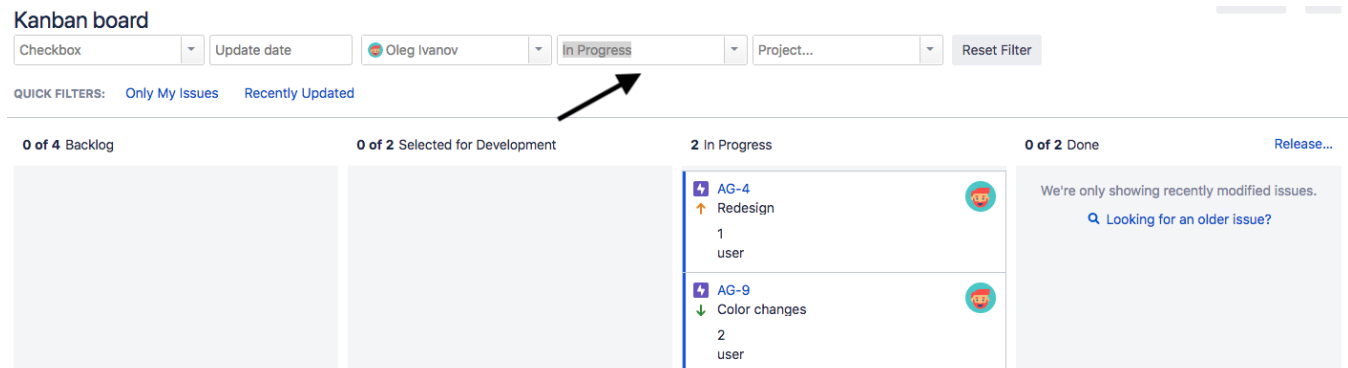 Kanban board
Checkbox Update date Oleg Ivanov In Progress Project... Reset Filter
QUICK FILTERS: Only My Issues Recently Updated
0 of 4 Backlog 0 of 2 Selected for Development 2 In Progress 0 of 2 Done Release...
AG-4
Redesign
1
user
AG-9
Color changes
2
user
We're only showing recently modified issues.
Looking for an older issue?